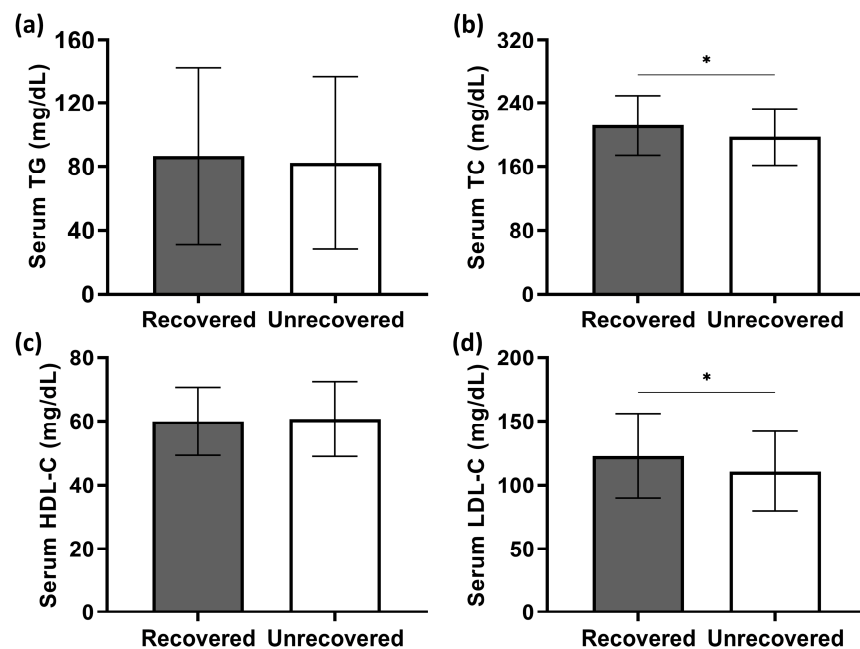 (a)
Serum TG (mg/dL)
160
120
80
40
0
Recovered Unrecovered
(b)
Serum TC (mg/dL)
320
240
160
80
0
*
Recovered Unrecovered
(c)
Serum HDL-C (mg/dL)
80
60
40
20
0
Recovered Unrecovered
(d)
Serum LDL-C (mg/dL)
200
150
100
50
0
*
Recovered Unrecovered